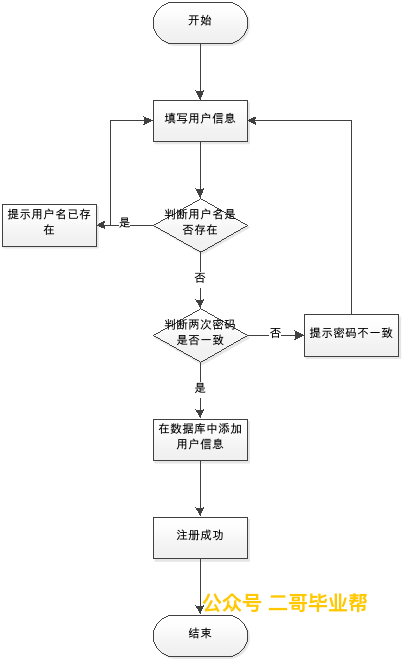 开始
填写用户信息
提示用户名已存
在
是
判断用户名是
否存在
否
判断两次密码
是否一致
否
提示密码不一致
是
在数据库中添加
用户信息
注册成功
公众号 二哥毕业帮
结束